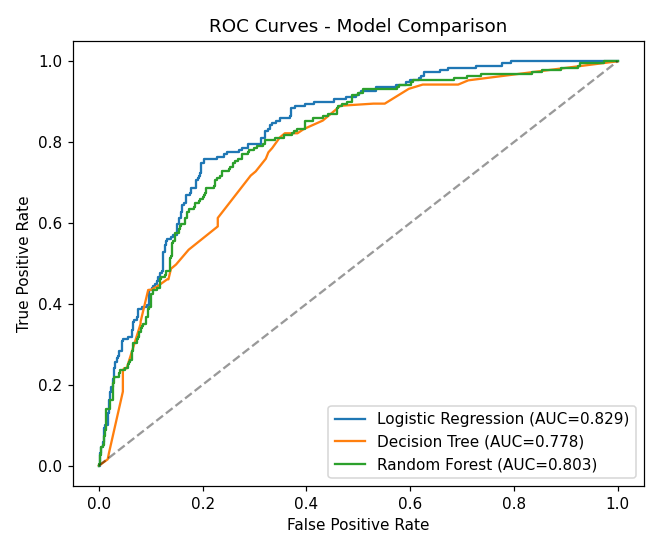 ROC Curves - Model Comparison
True Positive Rate
1.0
0.8
0.6
0.4
0.2
0.0
Logistic Regression (AUC=0.829)
Decision Tree (AUC=0.778)
Random Forest (AUC=0.803)
0.0 0.2 0.4 0.6 0.8 1.0
False Positive Rate